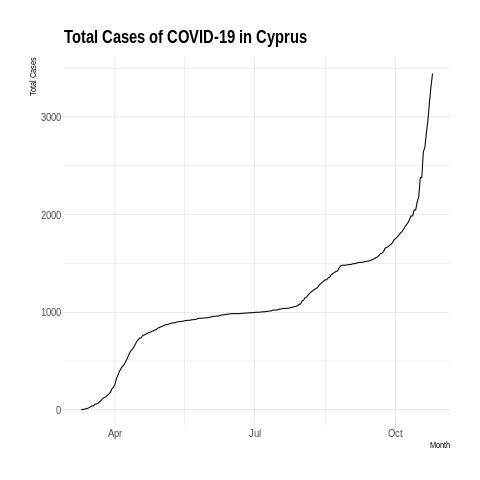 Total Cases of COVID-19 in Cyprus
Total Cases
3000
2000
1000
0
Apr Jul Oct
Month